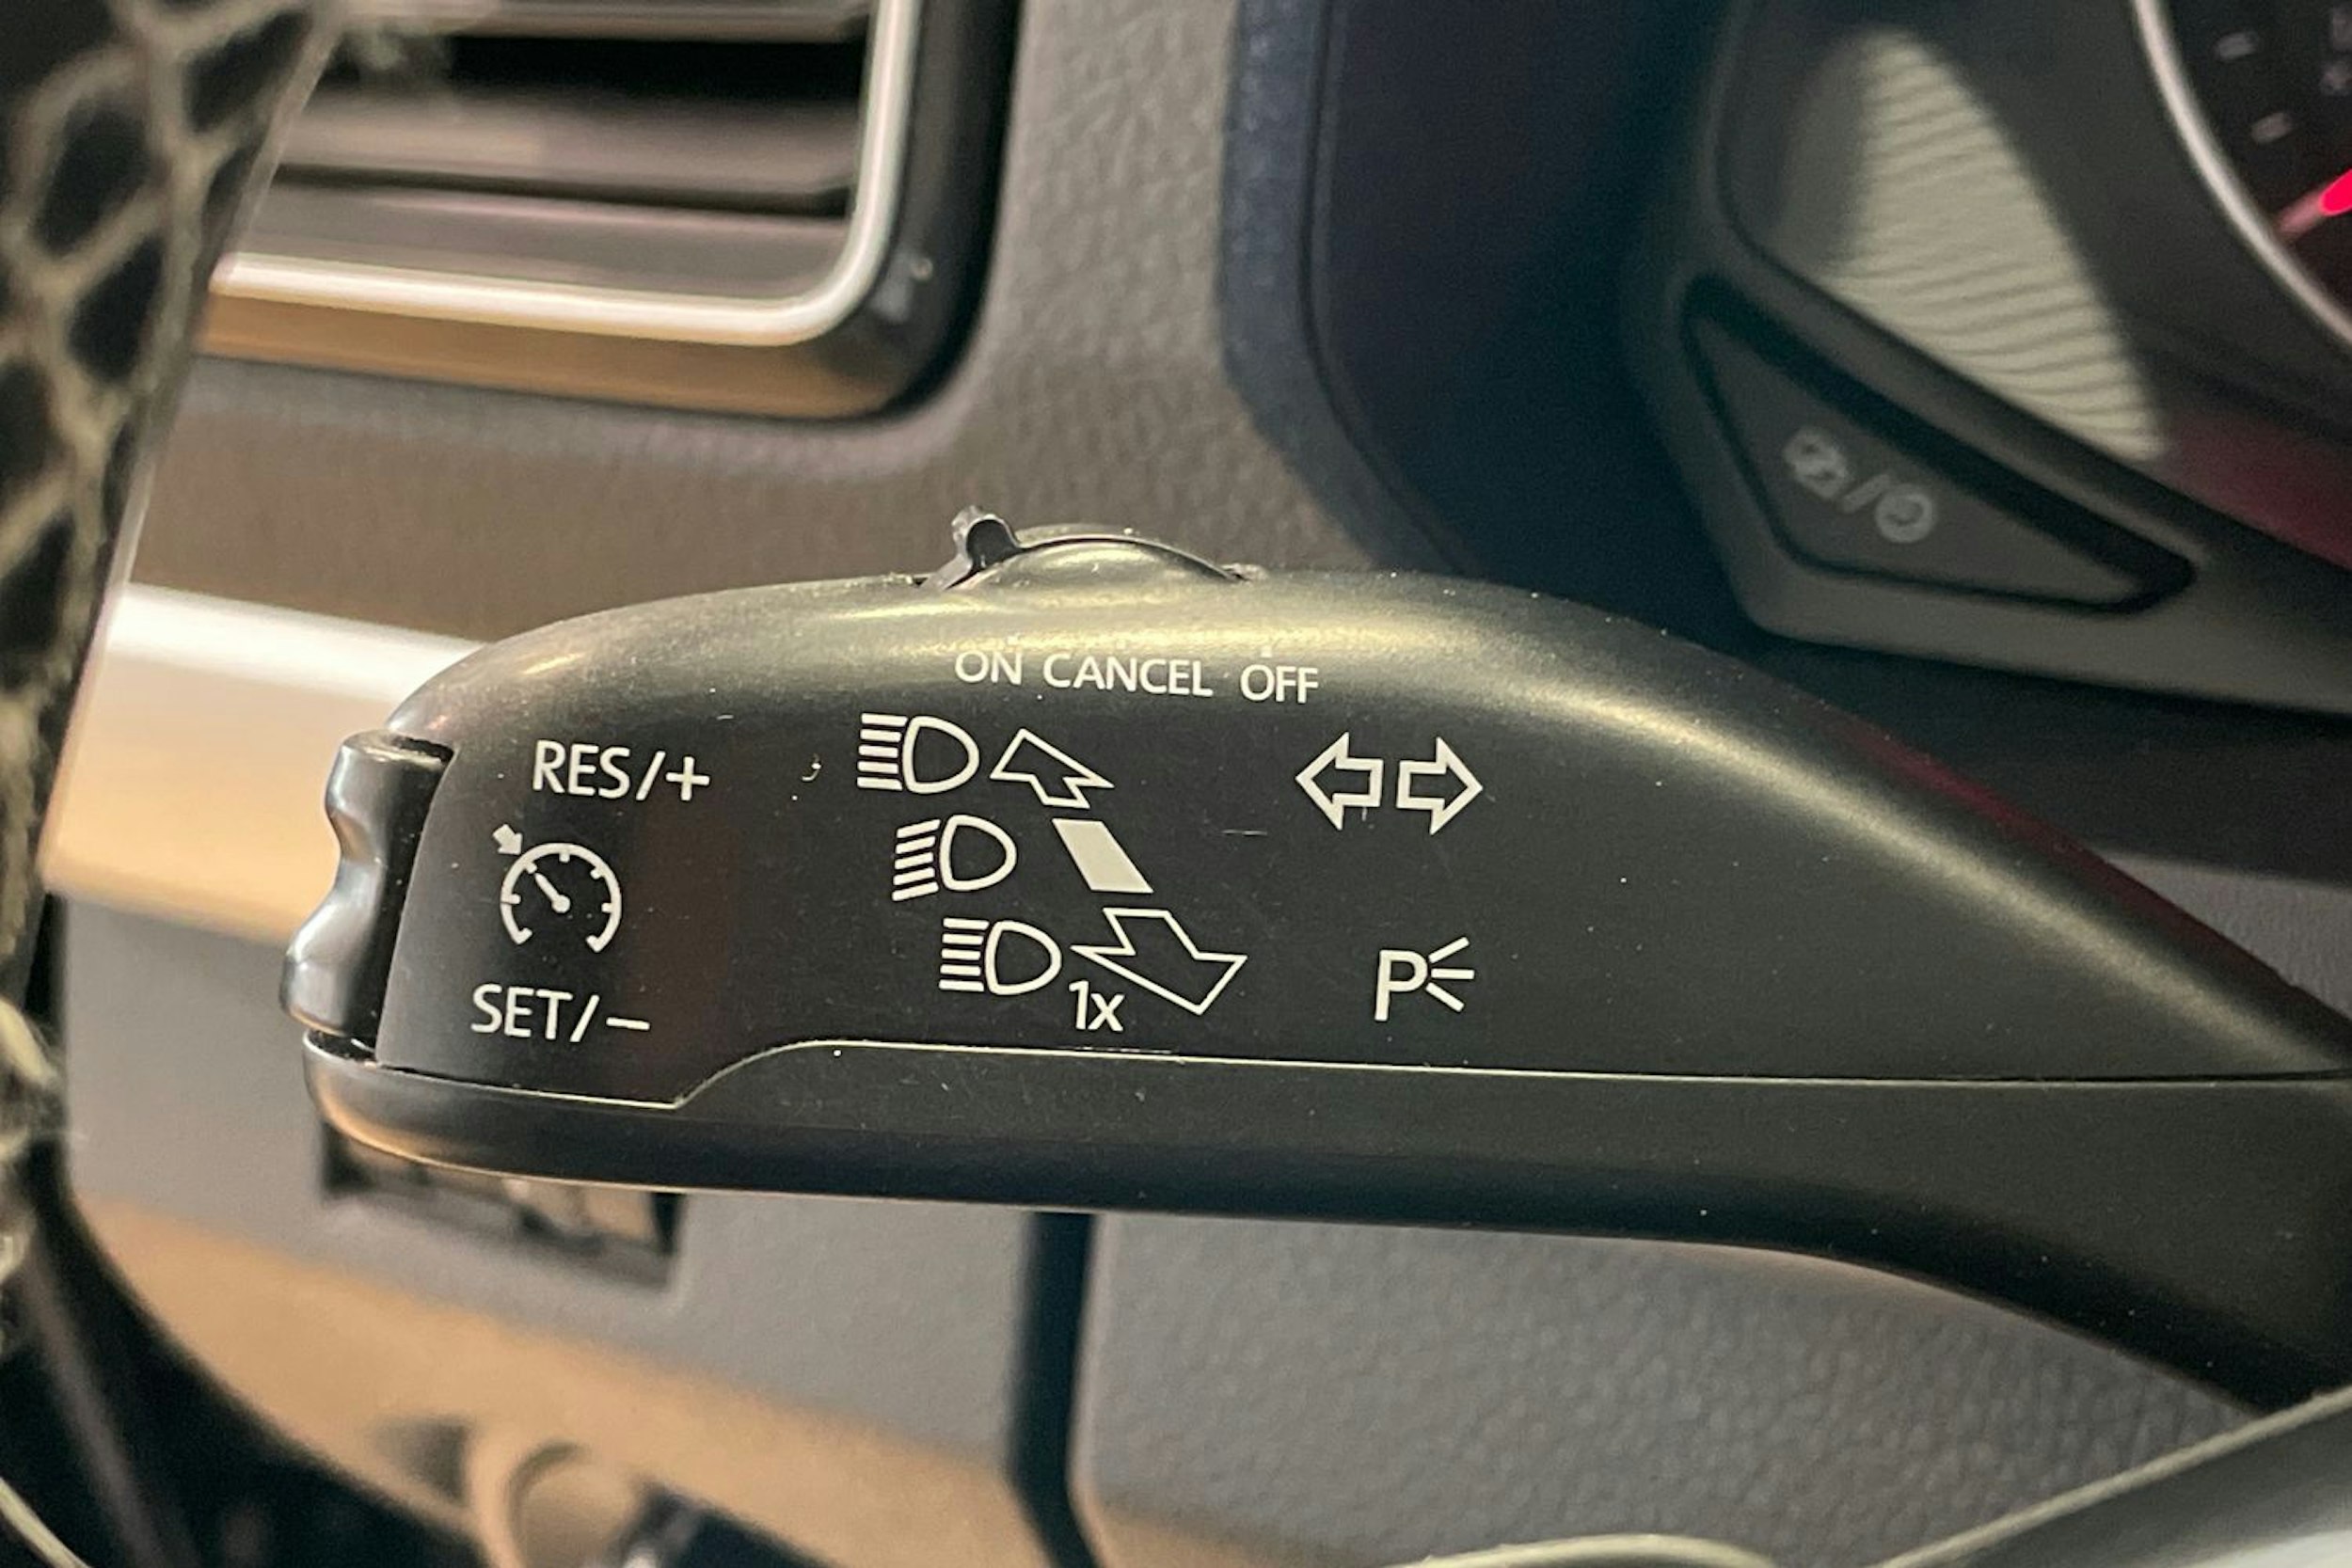 ON CANCEL OFF
RES/+
SET/−
1x
P